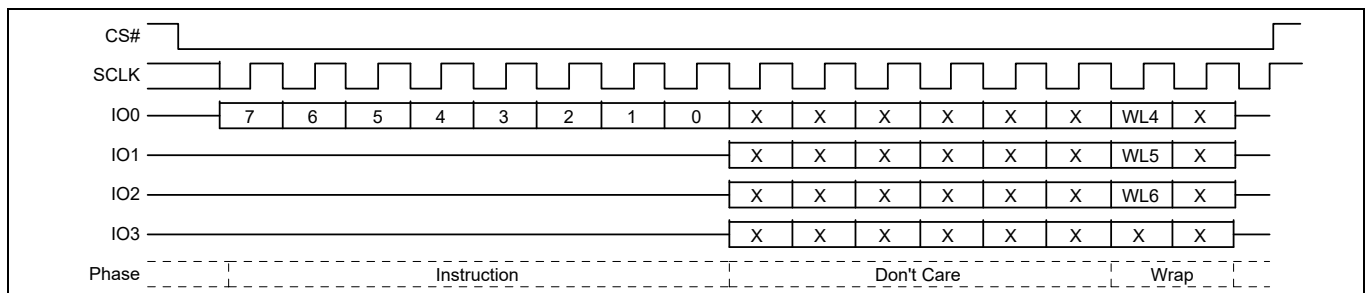 CS#
SCLK
IO0 7 6 5 4 3 2 1 0 X X X X X X WL4 X
IO1 X X X X X X WL5 X
IO2 X X X X X X WL6 X
IO3 X X X X X X X X
Phase Instruction Don't Care Wrap